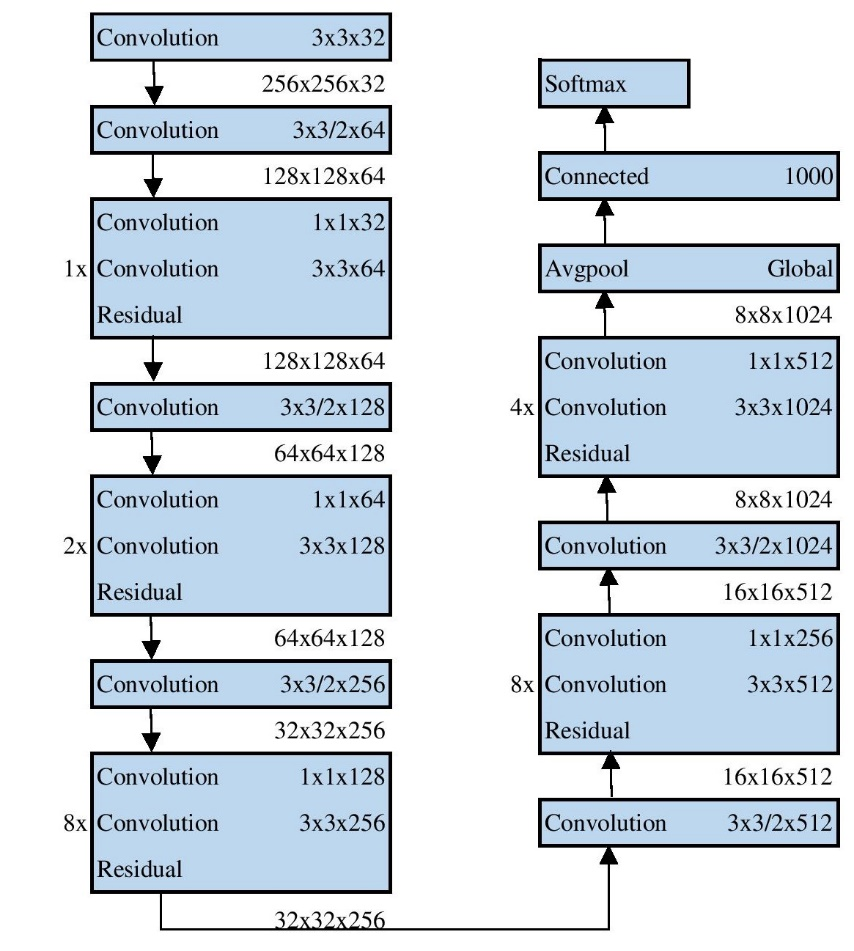 Convolution 3x3x32
256x256x32
Convolution 3x3/2x64
128x128x64
Convolution 1x1x32
1x Convolution 3x3x64
Residual
128x128x64
Convolution 3x3/2x128
64x64x128
Convolution 1x1x64
2x Convolution 3x3x128
Residual
64x64x128
Convolution 3x3/2x256
32x32x256
Convolution 1x1x128
8x Convolution 3x3x256
Residual
32x32x256
Softmax
Connected 1000
Avgpool Global
8x8x1024
Convolution 1x1x512
4x Convolution 3x3x1024
Residual
8x8x1024
Convolution 3x3/2x1024
16x16x512
Convolution 1x1x256
8x Convolution 3x3x512
Residual
16x16x512
Convolution 3x3/2x512